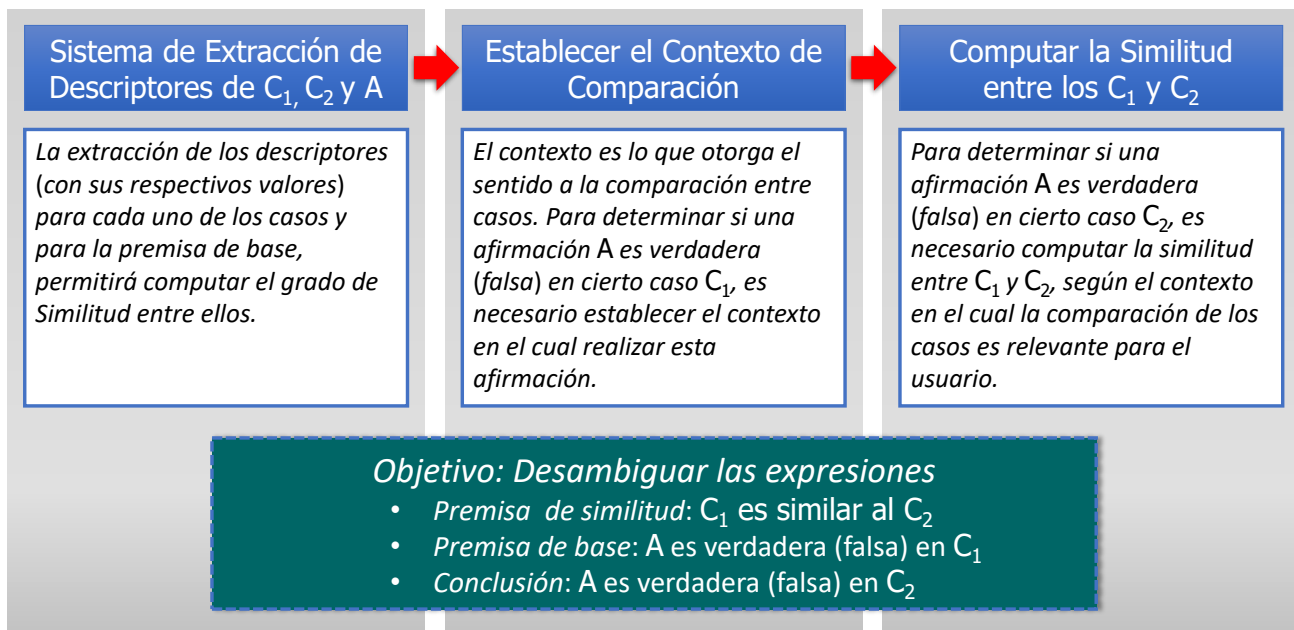 Sistema de Extracción de
Descriptores de C₁, C₂ y A
La extracción de los descriptores
(con sus respectivos valores)
para cada uno de los casos y
para la premisa de base,
permitirá computar el grado de
Similitud entre ellos.
Establecer el Contexto de
Comparación
El contexto es lo que otorga el
sentido a la comparación entre
casos. Para determinar si una
afirmación A es verdadera
(falsa) en cierto caso C₁, es
necesario establecer el contexto
en el cual realizar esta
afirmación.
Computar la Similitud
entre los C₁ y C₂
Para determinar si una
afirmación A es verdadera
(falsa) en cierto caso C₂, es
necesario computar la similitud
entre C₁ y C₂, según el contexto
en el cual la comparación de los
casos es relevante para el
usuario.
Objetivo: Desambiguar las expresiones
• Premisa de similitud: C₁ es similar al C₂
• Premisa de base: A es verdadera (falsa) en C₁
• Conclusión: A es verdadera (falsa) en C₂